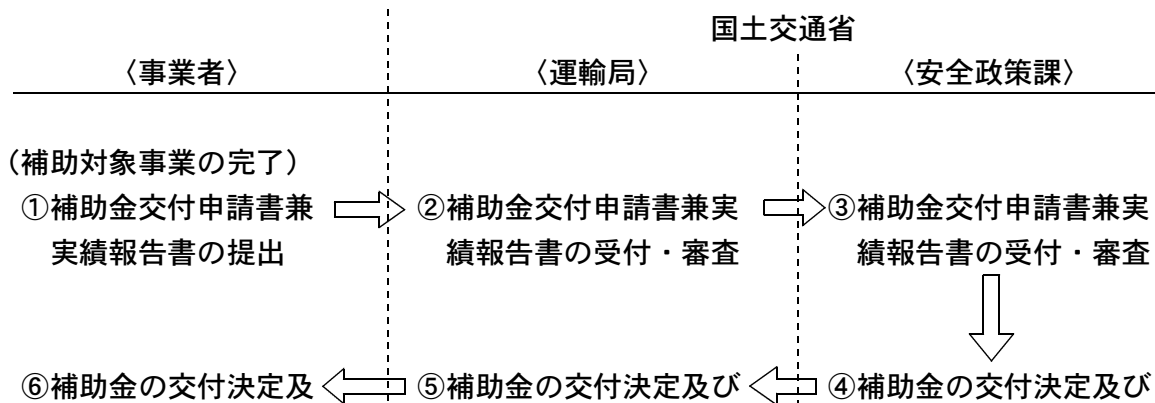 国土交通省
〈事業者〉 〈運輸局〉 〈安全政策課〉
(補助対象事業の完了)
①補助金交付申請書兼
実績報告書の提出
②補助金交付申請書兼実
績報告書の受付・審査
③補助金交付申請書兼実
績報告書の受付・審査
④補助金の交付決定及び
⑤補助金の交付決定及び
⑥補助金の交付決定及